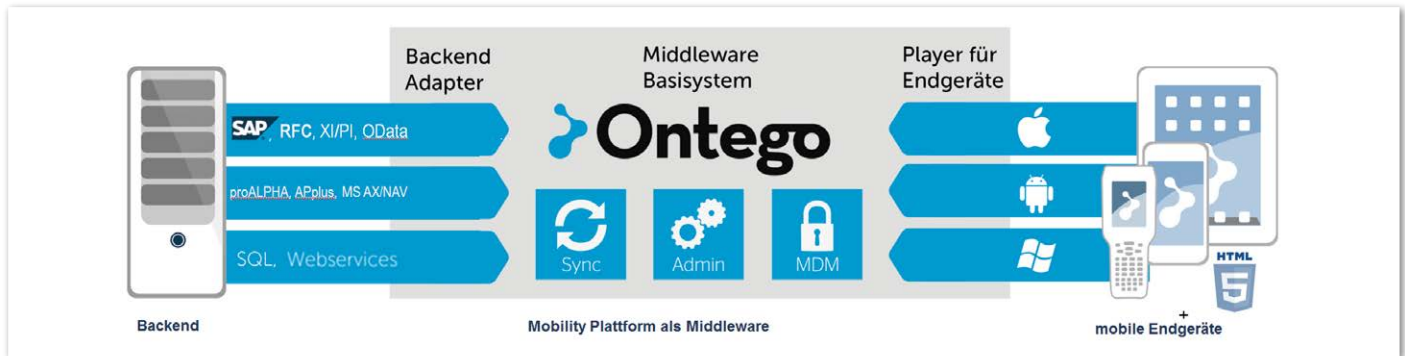 Backend
Adapter
Middleware
Basisystem
Player für
Endgeräte
SAP, RFC, XI/PI, OData
proALPHA, APplus, MS AX/NAV
SQL, Webservices
Ontego
Sync
Admin
MDM
HTML
5
Backend
Mobility Plattform als Middleware
+
mobile Endgeräte